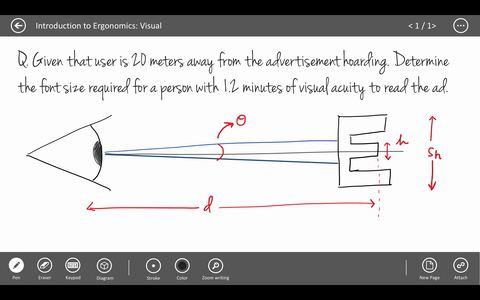 Introduction to Ergonomics: Visual
< 1 / 1>
Q. Given that user is 20 meters away from the advertisement hoarding. Determine
the font size required for a person with 1.2 minutes of visual acuity to read the ad.
θ
h
5h
d
Pen
Eraser
Keypad
Diagram
Stroke
Color
Zoom writing
New Page
Attach